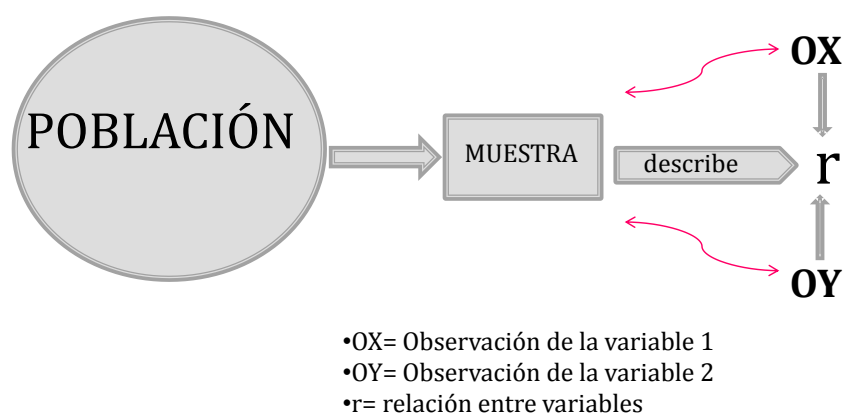 OX
POBLACIÓN
MUESTRA
describe
r
OY
•OX= Observación de la variable 1
•OY= Observación de la variable 2
•r= relación entre variables